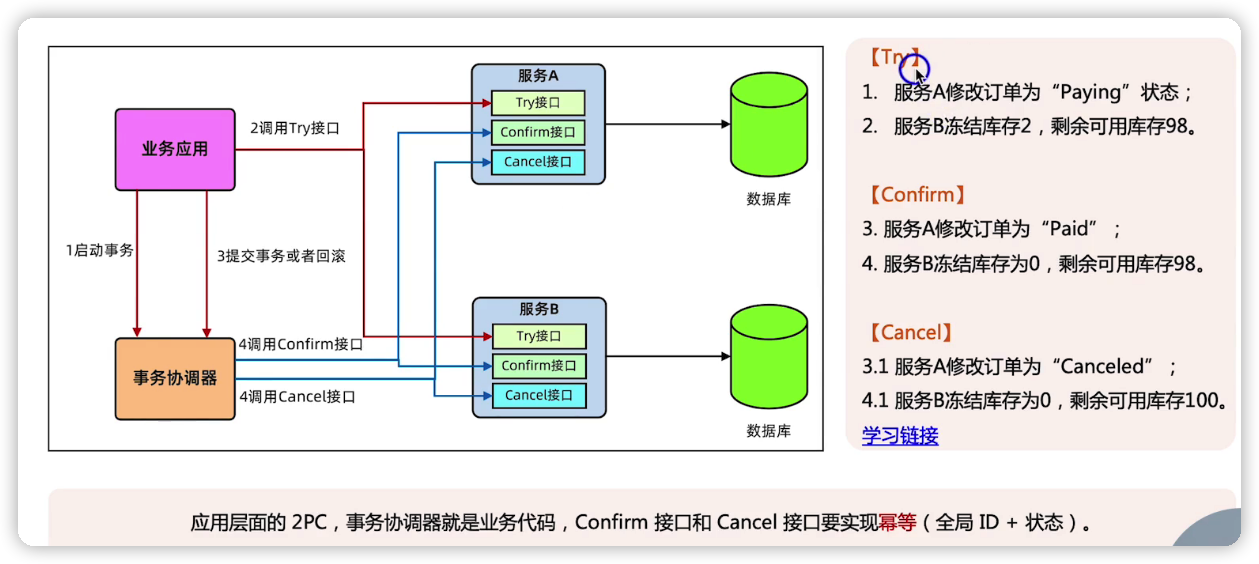 业务应用
1启动事务
3提交事务或者回滚
事务协调器
2调用Try接口
4调用Confirm接口
4调用Cancel接口
服务A
Try接口
Confirm接口
Cancel接口
数据库
服务B
Try接口
Confirm接口
Cancel接口
数据库
【Try】
1. 服务A修改订单为“Paying”状态；
2. 服务B冻结库存2，剩余可用库存98。
【Confirm】
3. 服务A修改订单为“Paid”；
4. 服务B冻结库存为0，剩余可用库存98。
【Cancel】
3.1 服务A修改订单为“Canceled”；
4.1 服务B冻结库存为0，剩余可用库存100。
学习链接
应用层面的 2PC，事务协调器就是业务代码，Confirm 接口和 Cancel 接口要实现幂等（全局 ID + 状态）。